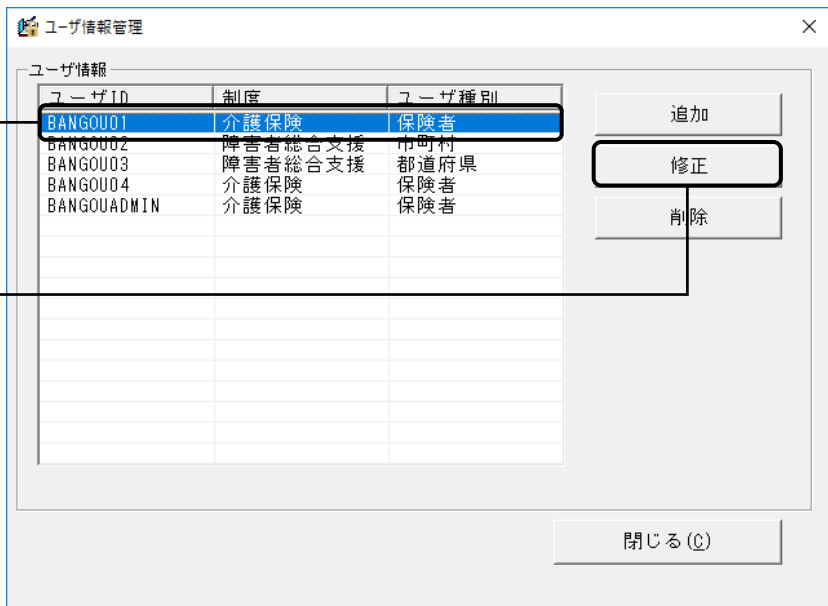 ユーザ情報管理
ユーザ情報
ユーザID 制度 ユーザ種別
BANGOU01 介護保険 保険者
BANGOU02 障害者総合支援 市町村
BANGOU03 障害者総合支援 都道府県
BANGOU04 介護保険 保険者
BANGOUADMIN 介護保険 保険者
追加
修正
削除
閉じる(C)